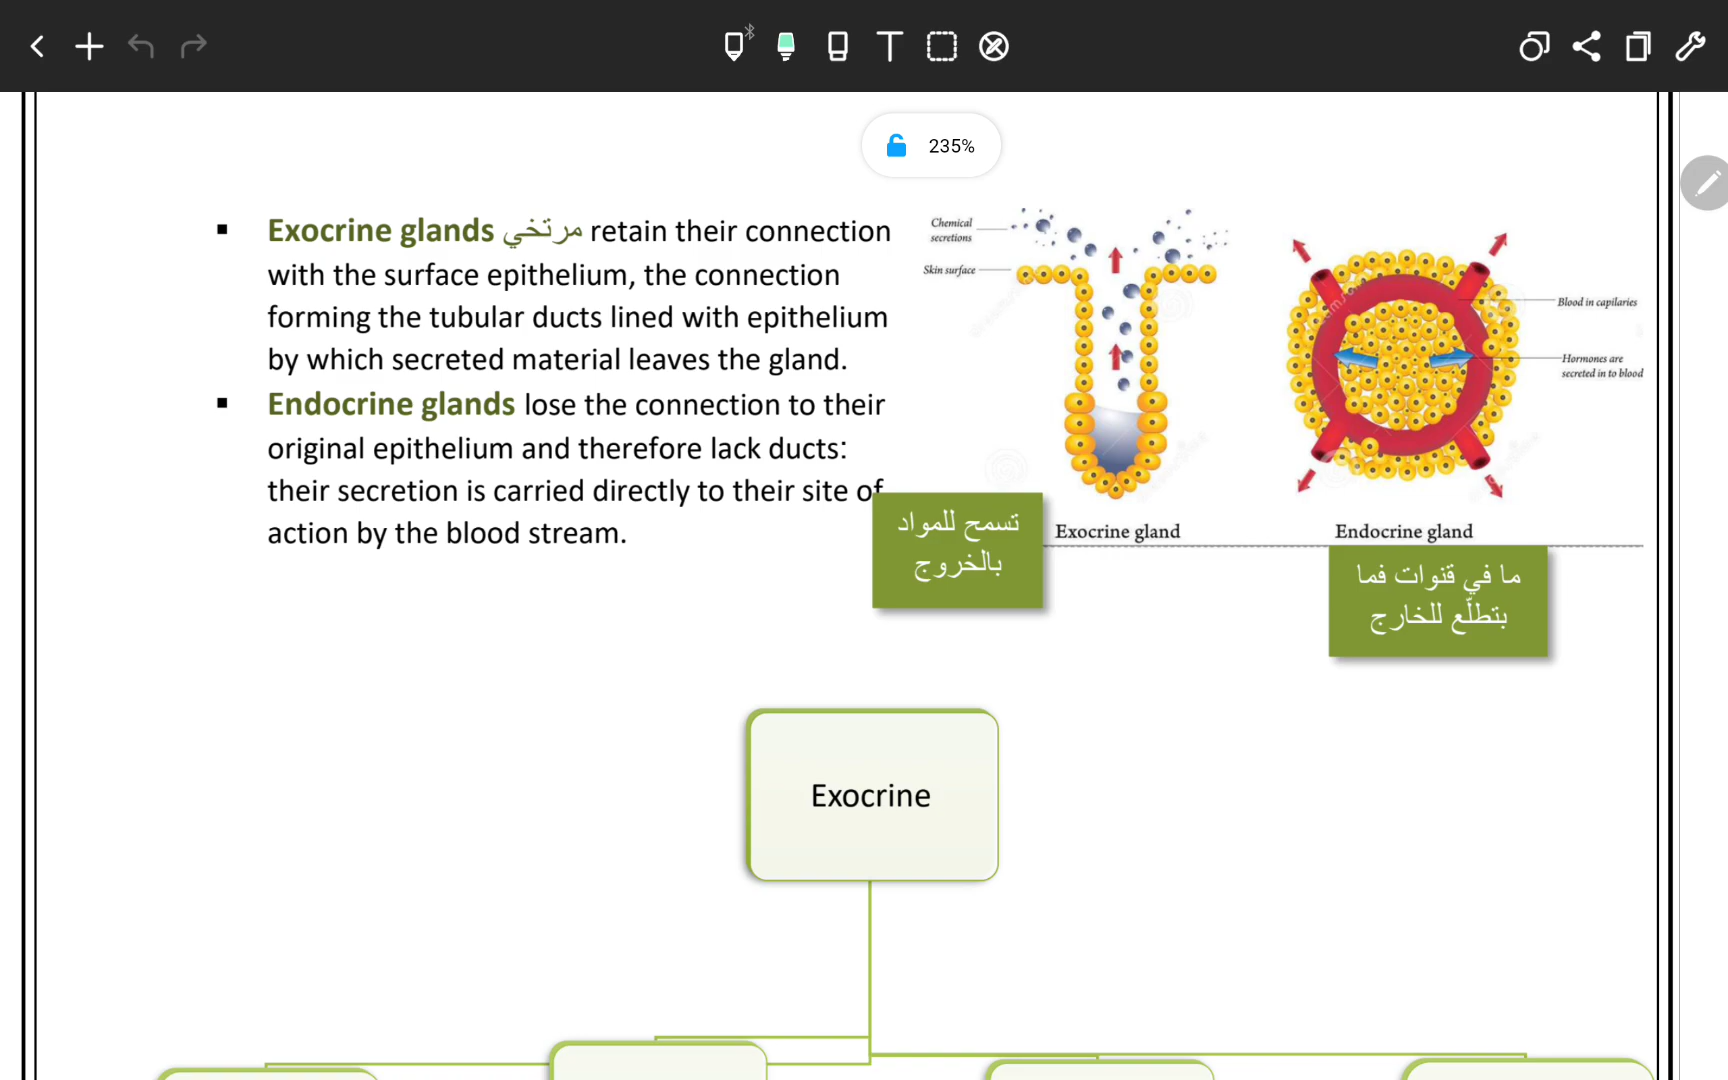 235%
▪ Exocrine glands مرتخي retain their connection
with the surface epithelium, the connection
forming the tubular ducts lined with epithelium
by which secreted material leaves the gland.
▪ Endocrine glands lose the connection to their
original epithelium and therefore lack ducts:
their secretion is carried directly to their site of
action by the blood stream.
Chemical
secretions
Skin surface
Blood in capilaries
Hormones are
secreted in to blood
Exocrine gland
Endocrine gland
تسمح للمواد
بالخروج
ما في قنوات فما
بتطلّع للخارج
Exocrine